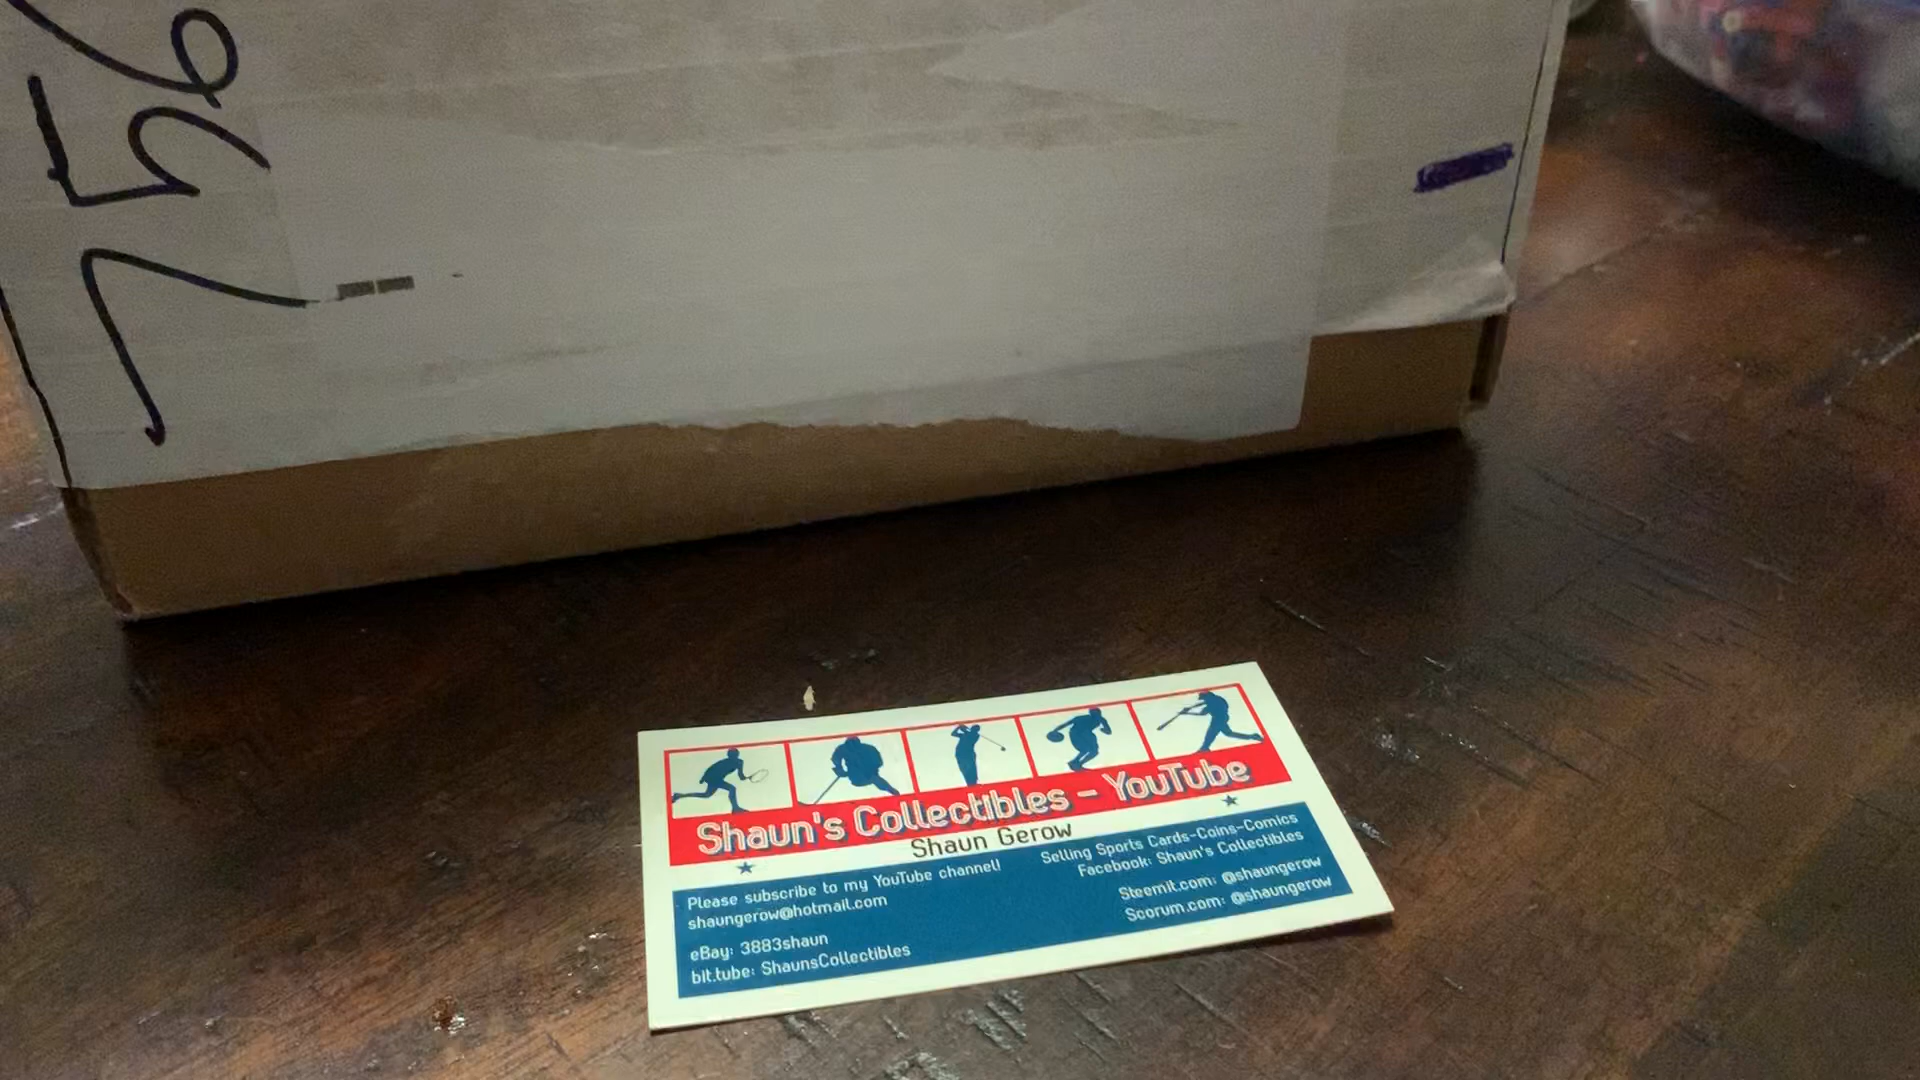 756
Shaun's Collectibles - YouTube
Shaun Gerow
Please subscribe to my YouTube channel!
shaungerow@hotmail.com
eBay: 3883shaun
bit.tube: ShaunsCollectibles
Selling Sports Cards-Coins-Comics
Facebook: Shaun's Collectibles
Steemit.com: @shaungerow
Scorum.com: @shaungerow